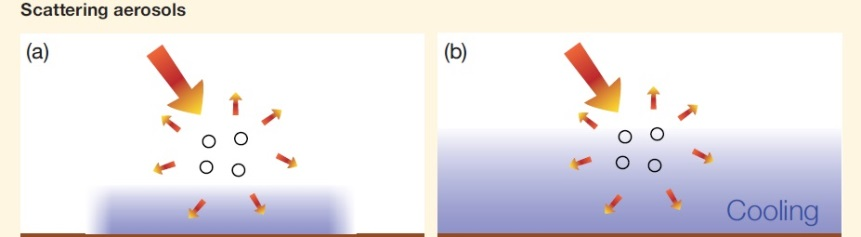 Scattering aerosols
(a)
(b)
Cooling